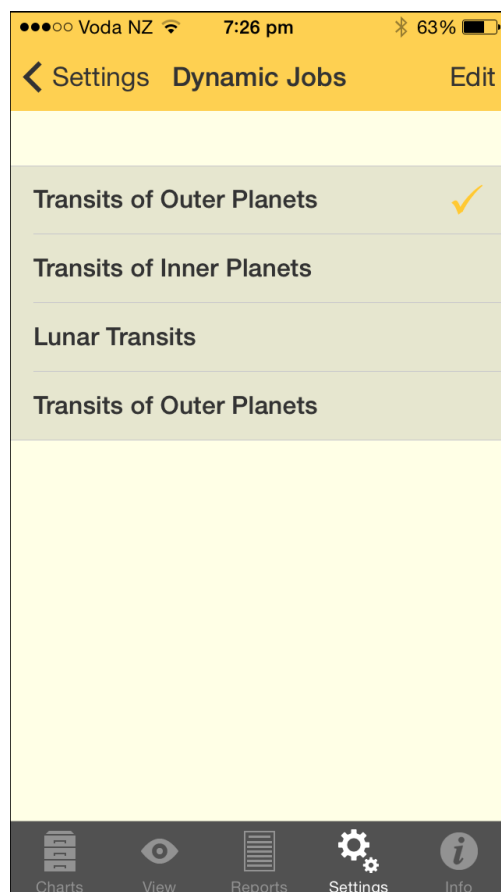 Voda NZ 7:26 pm 63%
Settings Dynamic Jobs Edit
Transits of Outer Planets
Transits of Inner Planets
Lunar Transits
Transits of Outer Planets
Charts View Reports Settings Info